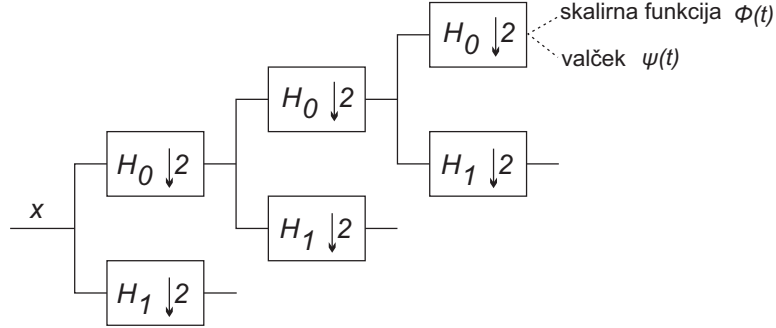 H0 ↓2 skalirna funkcija Φ(t)
valček ψ(t)
H0 ↓2
H0 ↓2 H1 ↓2
x
H1 ↓2
H1 ↓2